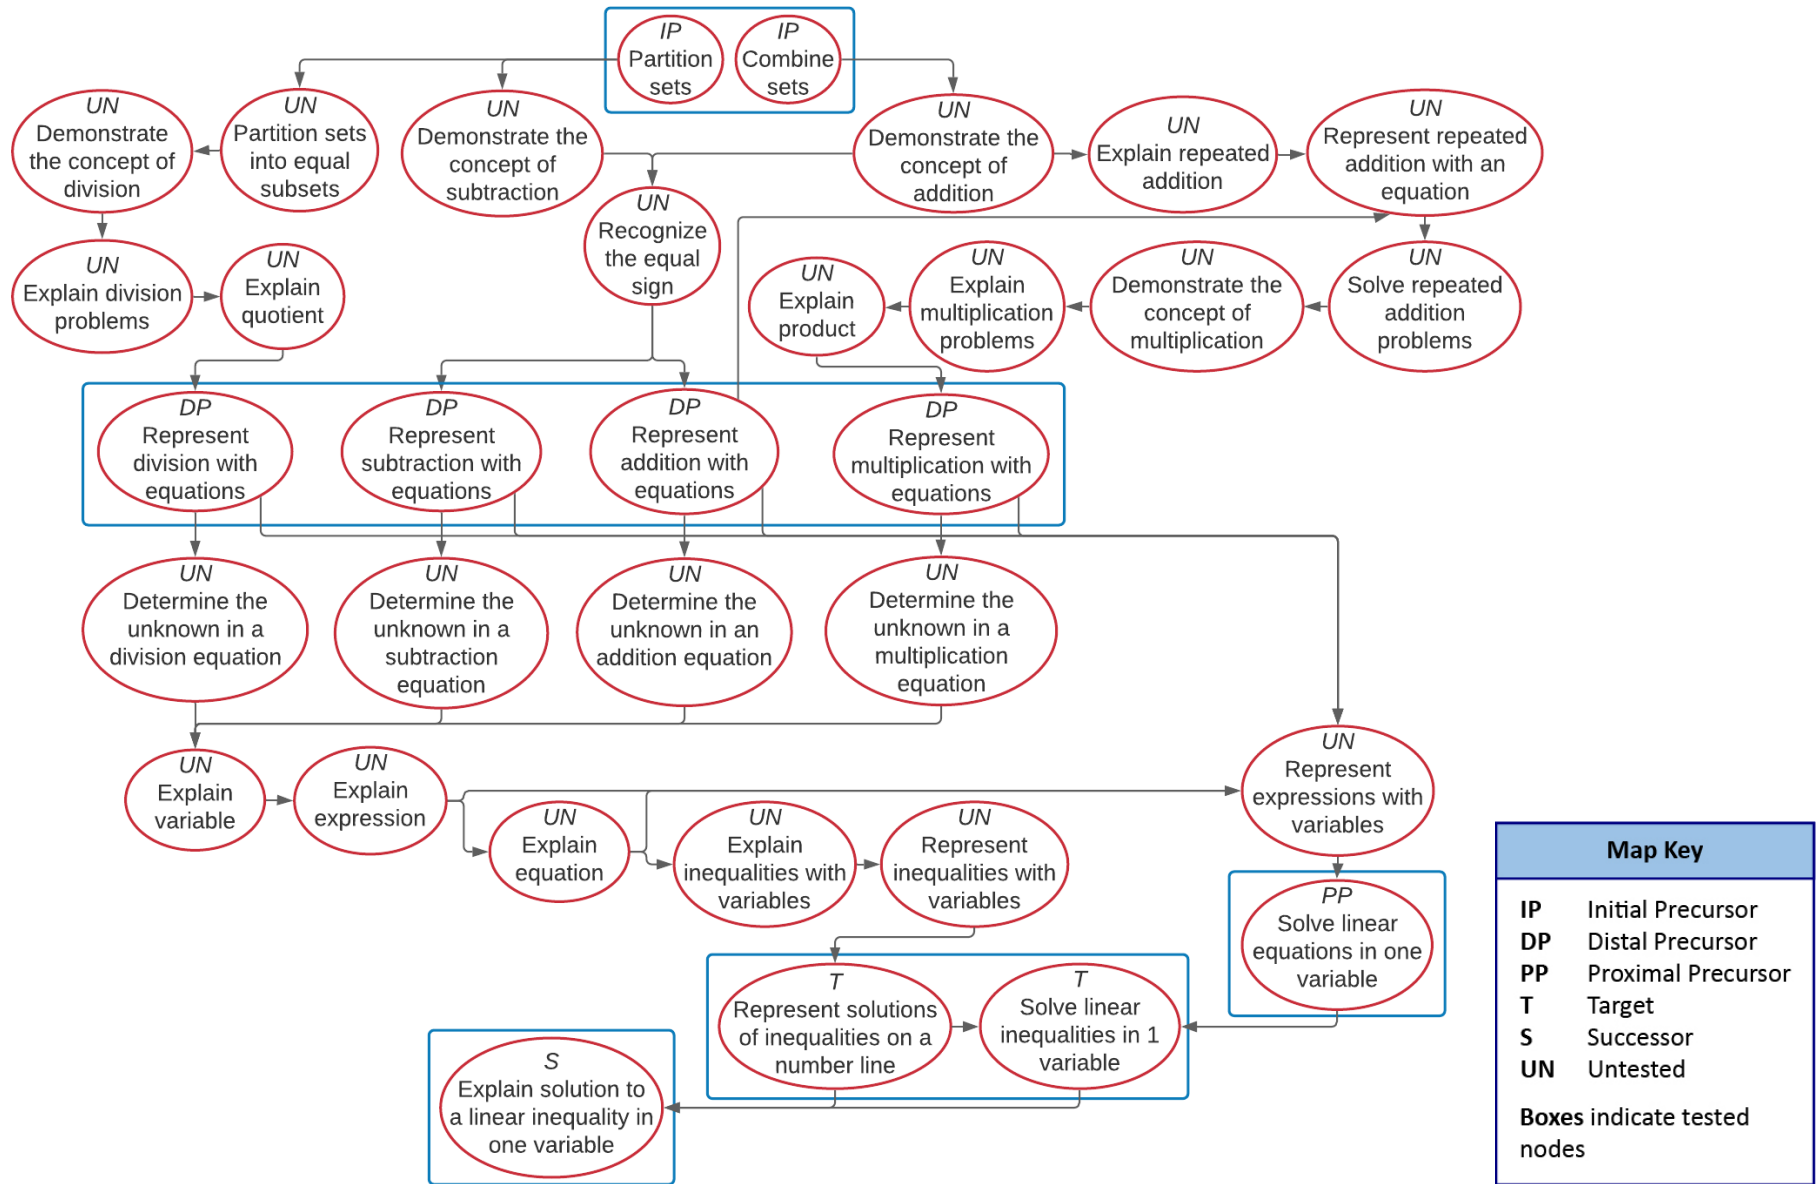 IP
Partition
sets
IP
Combine
sets
UN
Demonstrate
the concept of
division
UN
Partition sets
into equal
subsets
UN
Demonstrate the
concept of
subtraction
UN
Demonstrate the
concept of
addition
UN
Explain repeated
addition
UN
Represent repeated
addition with an
equation
UN
Recognize
the equal
sign
UN
Explain division
problems
UN
Explain
quotient
UN
Explain
product
UN
Explain
multiplication
problems
UN
Demonstrate the
concept of
multiplication
UN
Solve repeated
addition
problems
DP
Represent
division with
equations
DP
Represent
subtraction with
equations
DP
Represent
addition with
equations
DP
Represent
multiplication with
equations
UN
Determine the
unknown in a
division equation
UN
Determine the
unknown in a
subtraction
equation
UN
Determine the
unknown in an
addition equation
UN
Determine the
unknown in a
multiplication
equation
UN
Explain
variable
UN
Explain
expression
UN
Explain
equation
UN
Explain
inequalities with
variables
UN
Represent
inequalities with
variables
UN
Represent
expressions with
variables
PP
Solve linear
equations in one
variable
T
Represent solutions
of inequalities on a
number line
T
Solve linear
inequalities in 1
variable
S
Explain solution to
a linear inequality in
one variable
Map Key
IP Initial Precursor
DP Distal Precursor
PP Proximal Precursor
T Target
S Successor
UN Untested
Boxes indicate tested
nodes